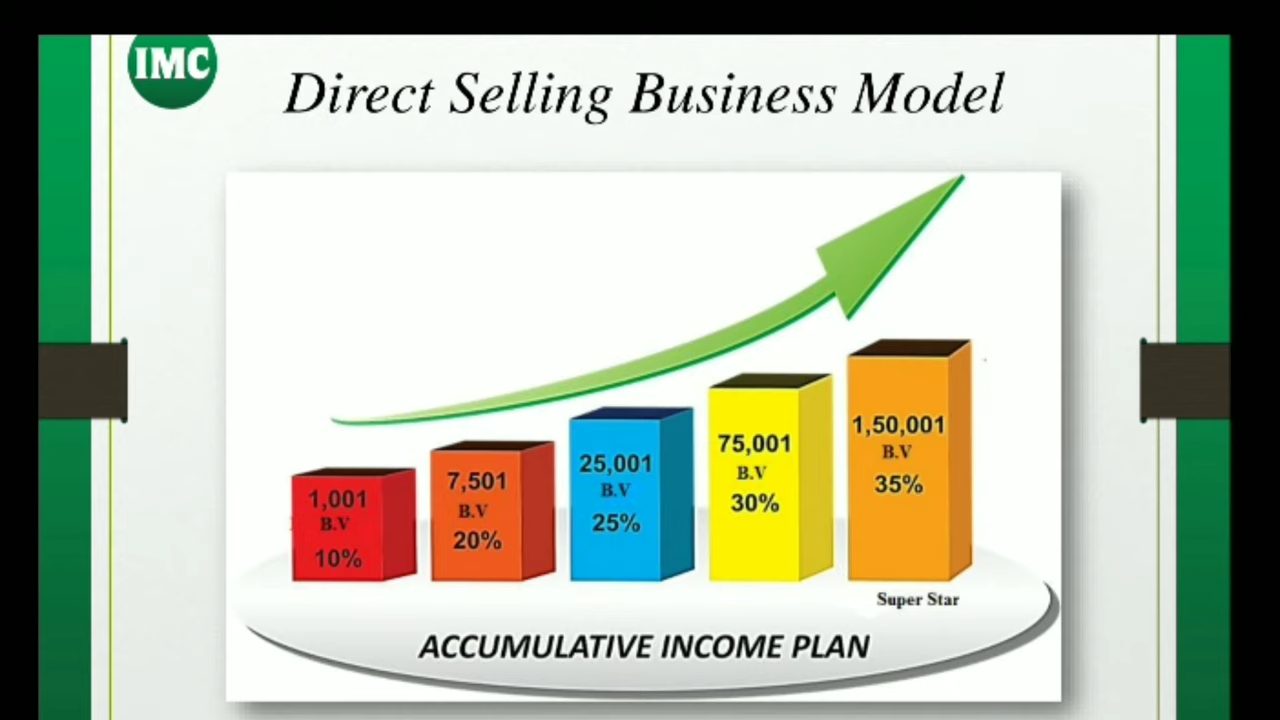 IMC
Direct Selling Business Model
1,001
B.V
10%
7,501
B.V
20%
25,001
B.V
25%
75,001
B.V
30%
1,50,001
B.V
35%
Super Star
ACCUMULATIVE INCOME PLAN